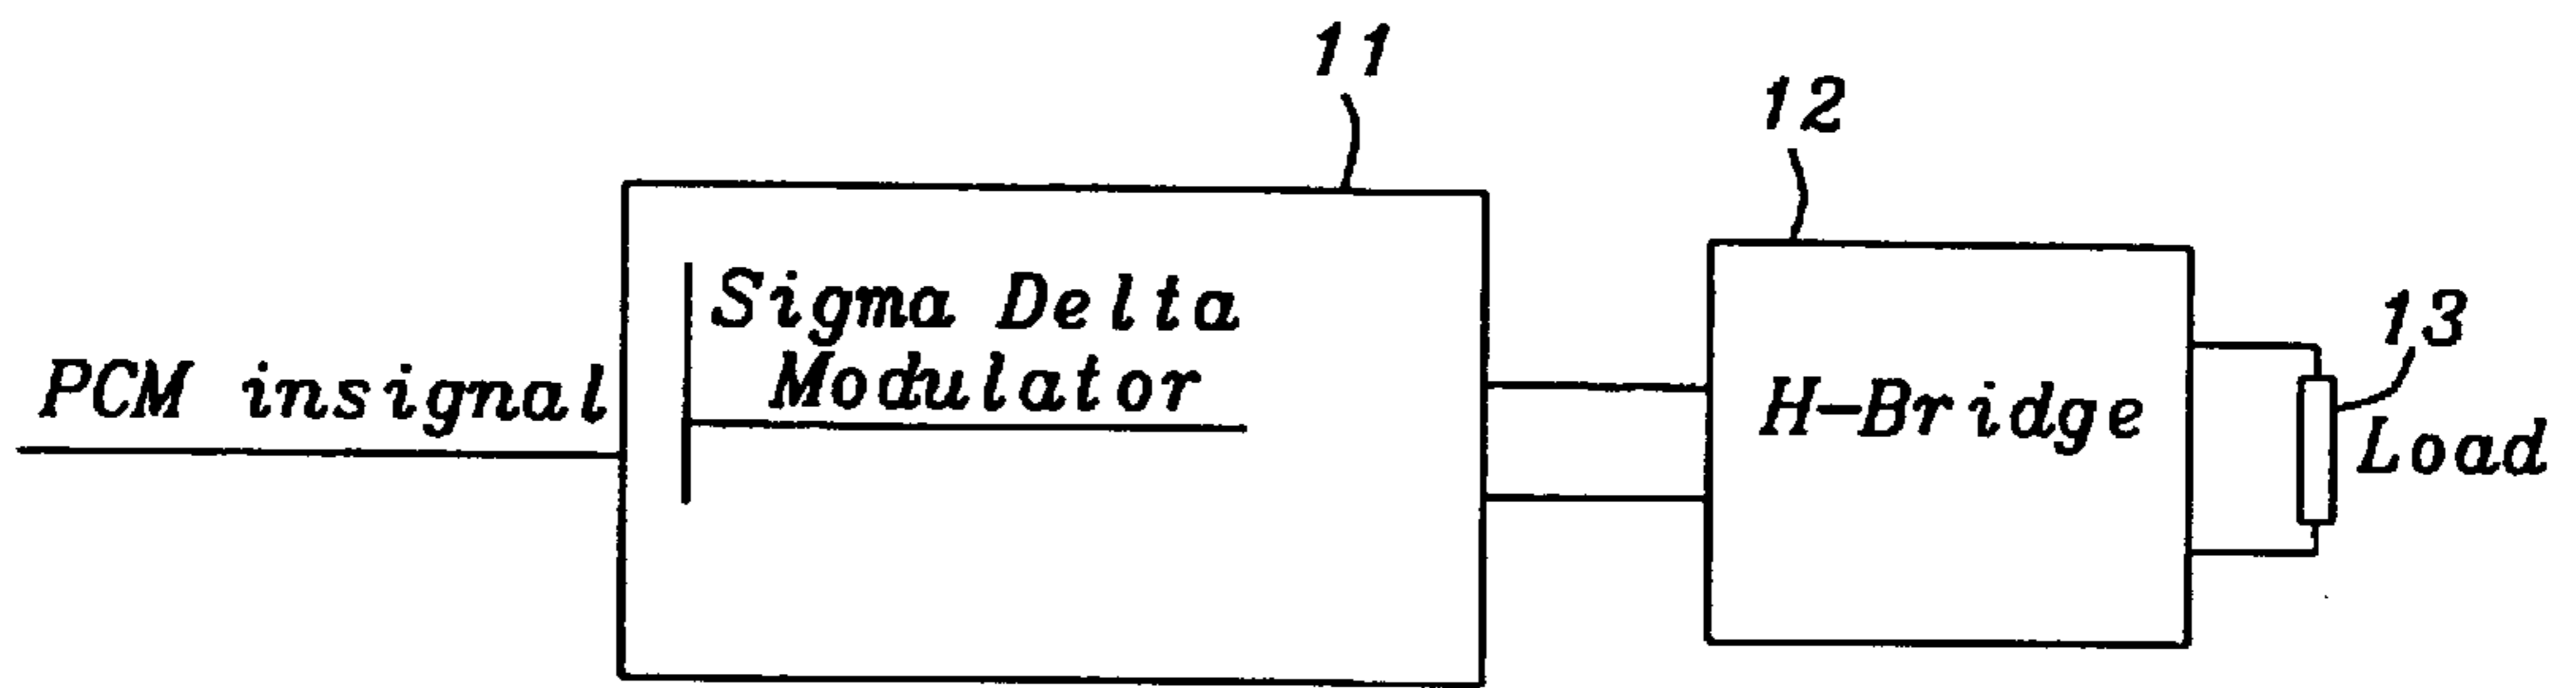 11
12
13
Sigma Delta
Modulator
PCM insignal
H-Bridge
Load